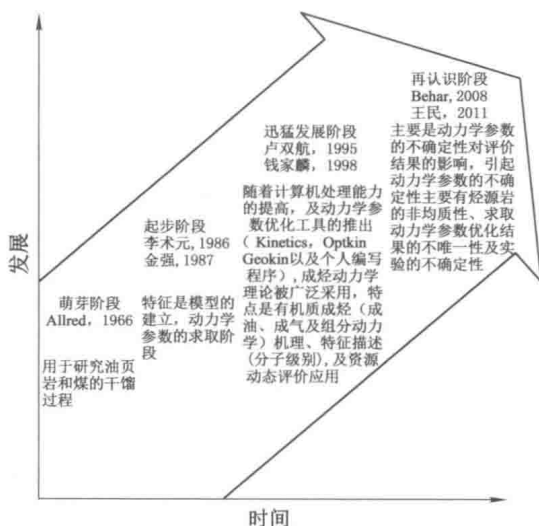 发展
萌芽阶段
Allred，1966
用于研究油页
岩和煤的干馏
过程
起步阶段
李术元，1986
金强，1987
特征是模型的
建立，动力学
参数的求取阶
段
迅猛发展阶段
卢双航，1995
钱家麟，1998
随着计算机处理能力
的提高，及动力学参
数优化工具的推出
（ Kinetics，Optkin
Geokin以及个人编写
程序），成烃动力学
理论被广泛采用，特
点是有机质成烃（成
油、成气及组分动力
学）机理、特征描述
（分子级别），及资源
动态评价应用
再认识阶段
Behar，2008
王民，2011
主要是动力学参数
的不确定性对评价
结果的影响，引起
动力学参数的不确
定性主要有烃源岩
的非均质性、求取
动力学参数优化结
果的不唯一性及实
验的不确定性
时间